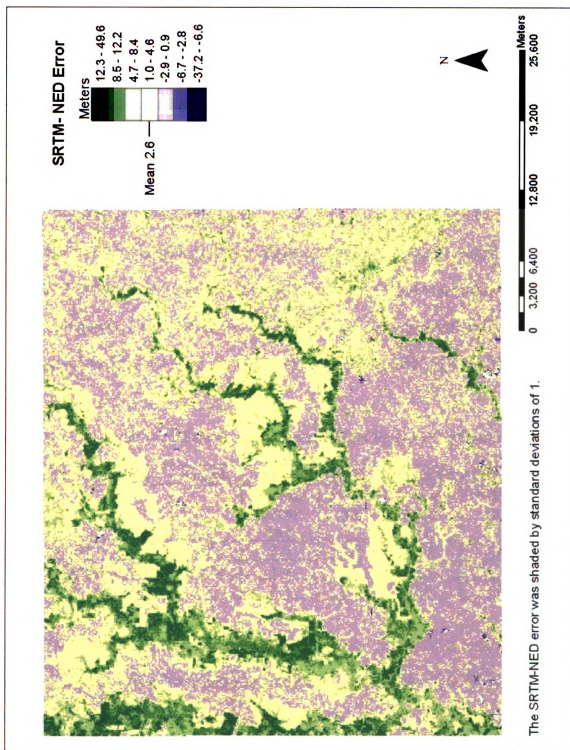 SRTM- NED Error
Meters
12.3 - 49.6
8.5 - 12.2
4.7 - 8.4
1.0 - 4.6
-2.9 - 0.9
-6.7 - -2.8
-37.2 - -6.6
Mean 2.6
N
Meters
0 3,200 6,400 12,800 19,200 25,600
The SRTM-NED error was shaded by standard deviations of 1.